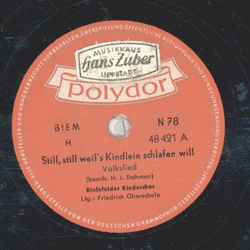 MUSIKHAUS
Hans Zuber
LIPPSTADT
polydor
BIEM
N 78
H
48 421 A
Still, still weil's Kindlein schlafen will
Volkslied
(bearb. H. J. Dahmen)
Bielefelder Kinderchor
Ltg.: Friedrich Oberschelp